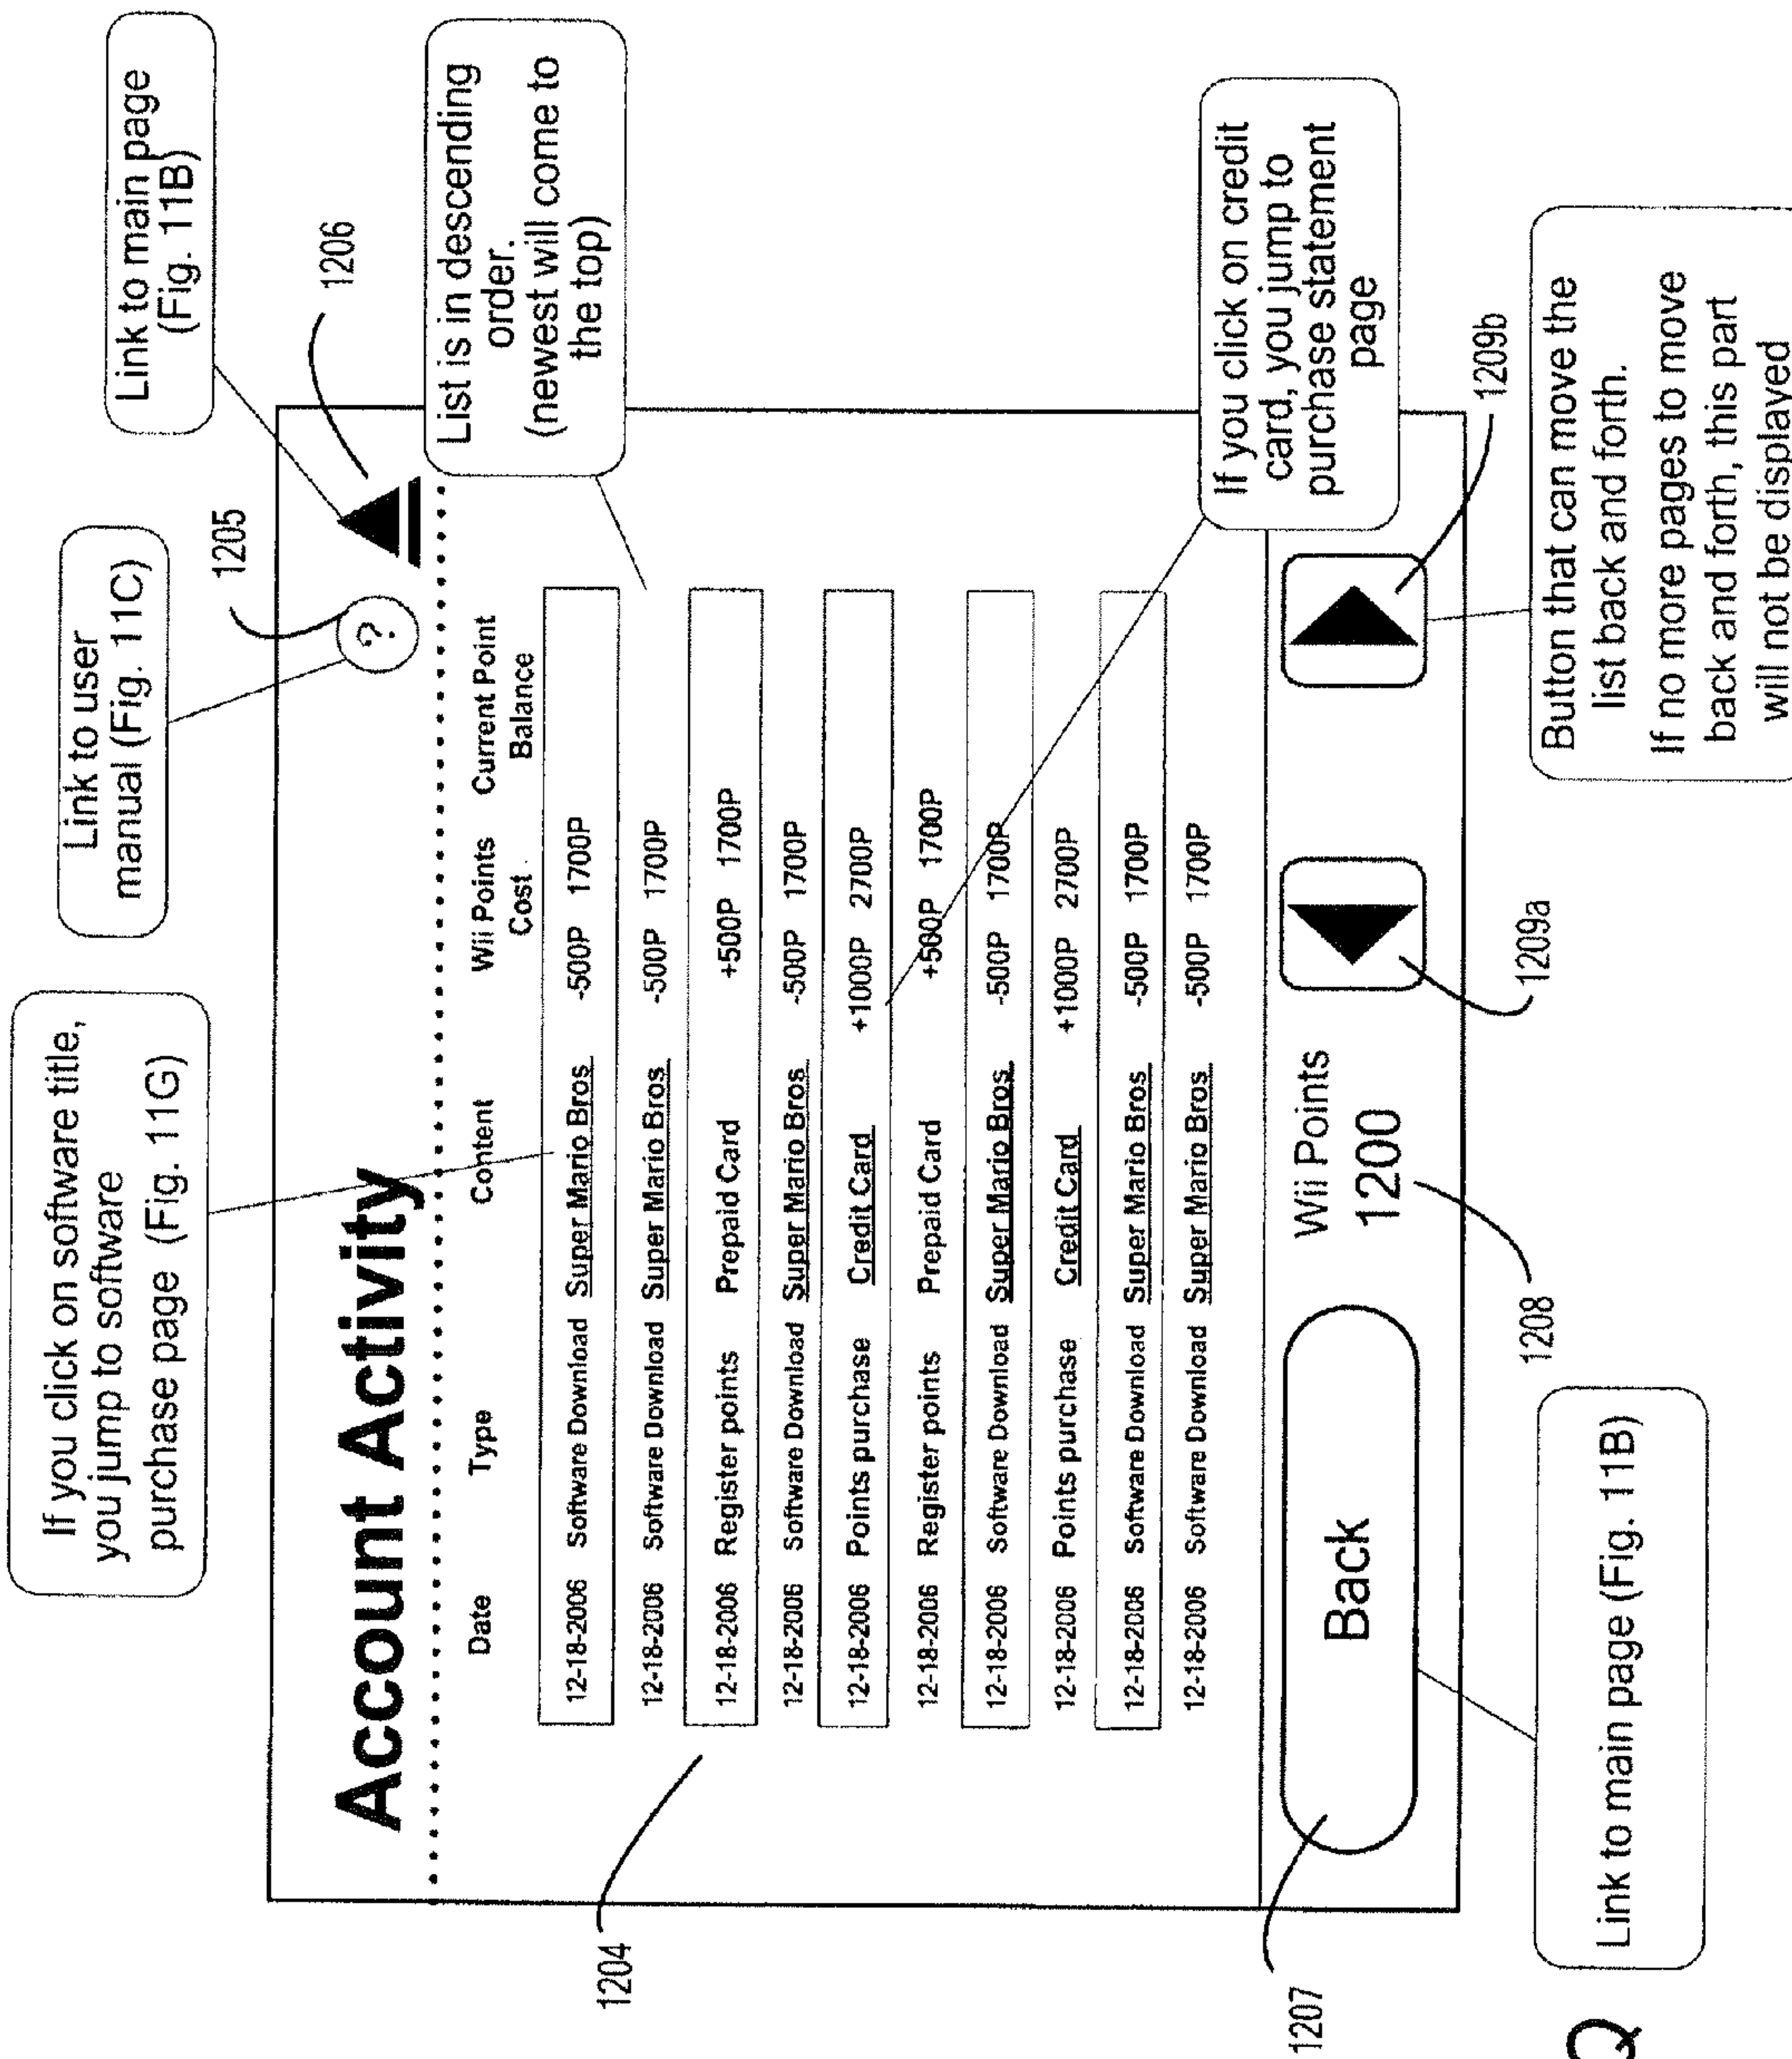 If you click on software title,
you jump to software
purchase page (Fig. 11G)
Link to user
manual (Fig. 11C)
Link to main page
(Fig. 11B)
1205
1206
Account Activity
?
List is in descending
order.
(newest will come to
the top)
Date Type Content Wii Points Cost Current Point Balance
12-18-2006 Software Download Super Mario Bros -500P 1700P
12-18-2006 Software Download Super Mario Bros -500P 1700P
12-18-2006 Register points Prepaid Card +500P 1700P
12-18-2006 Software Download Super Mario Bros -500P 1700P
12-18-2006 Points purchase Credit Card +1000P 2700P
12-18-2006 Register points Prepaid Card +500P 1700P
12-18-2006 Software Download Super Mario Bros -500P 1700P
12-18-2006 Points purchase Credit Card +1000P 2700P
12-18-2006 Software Download Super Mario Bros -500P 1700P
12-18-2006 Software Download Super Mario Bros -500P 1700P
1204
If you click on credit
card, you jump to
purchase statement
page
Back
Wii Points
1200
1207
1208
1209a
1209b
Link to main page (Fig. 11B)
Button that can move the
list back and forth.
If no more pages to move
back and forth, this part
will not be displayed
Q